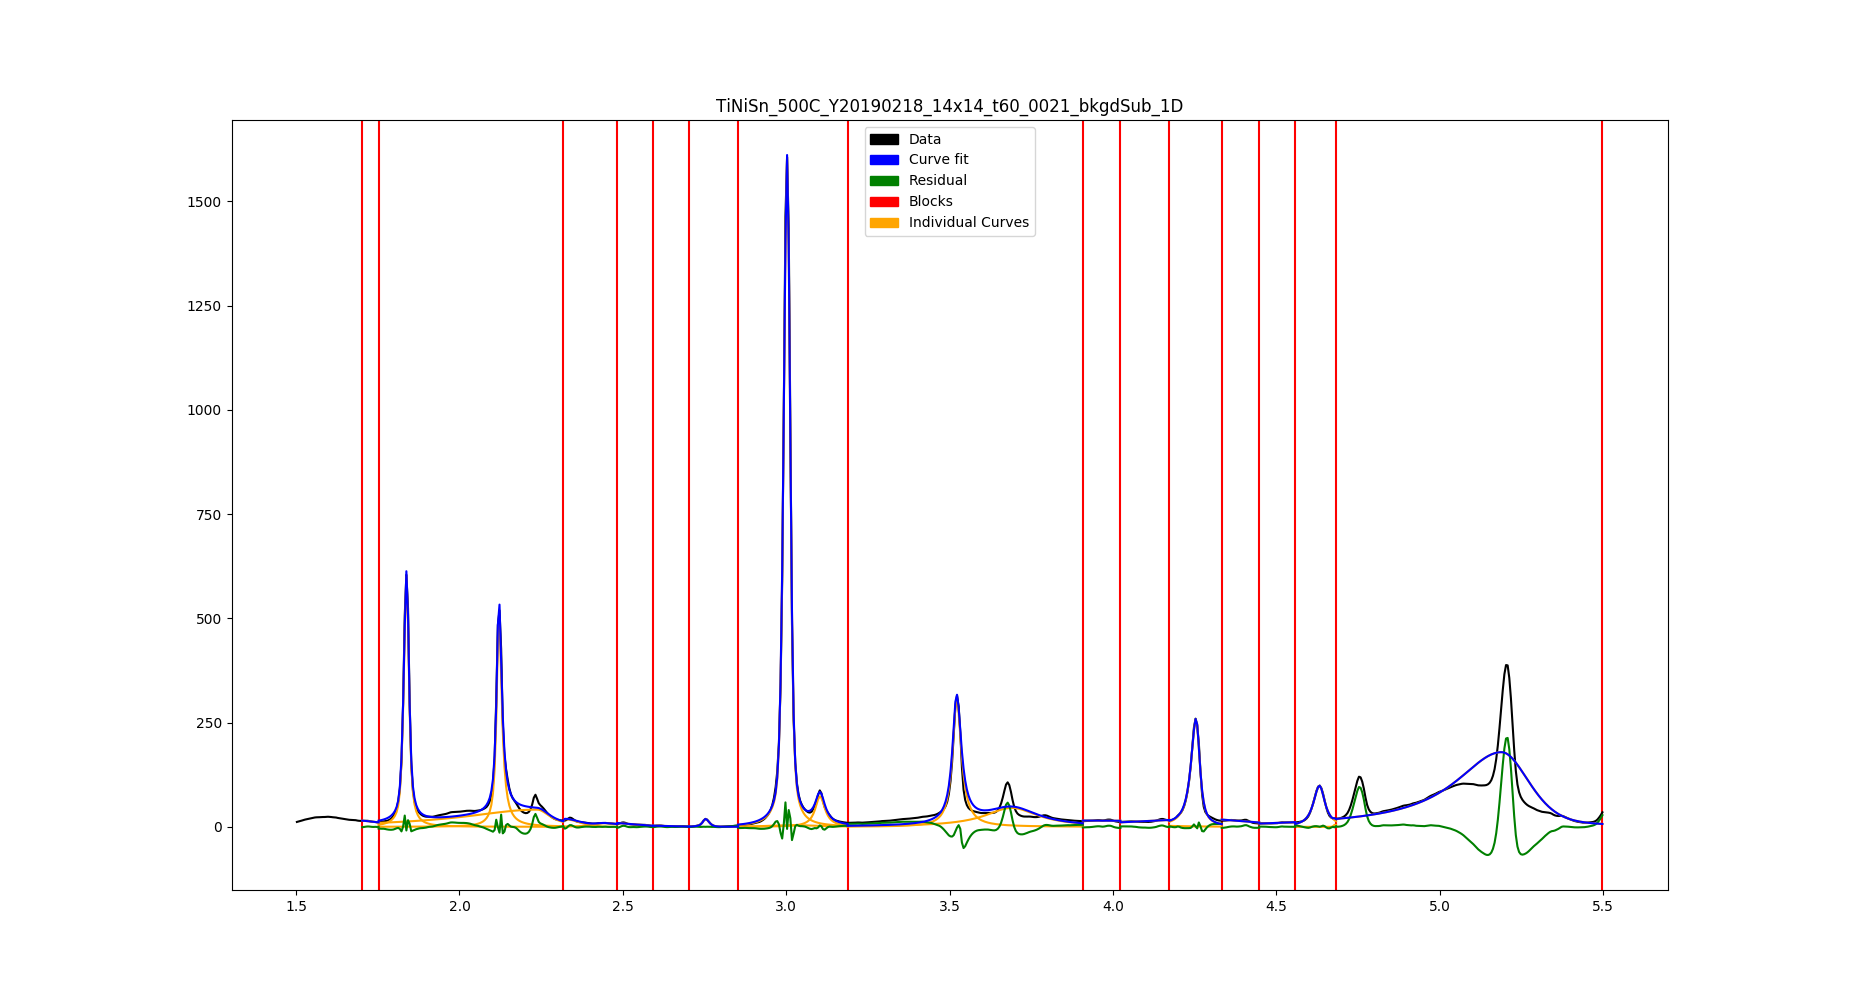 TiNiSn_500C_Y20190218_14x14_t60_0021_bkgdSub_1D
Data
Curve fit
Residual
Blocks
Individual Curves
1500
1250
1000
750
500
250
0
1.5 2.0 2.5 3.0 3.5 4.0 4.5 5.0 5.5